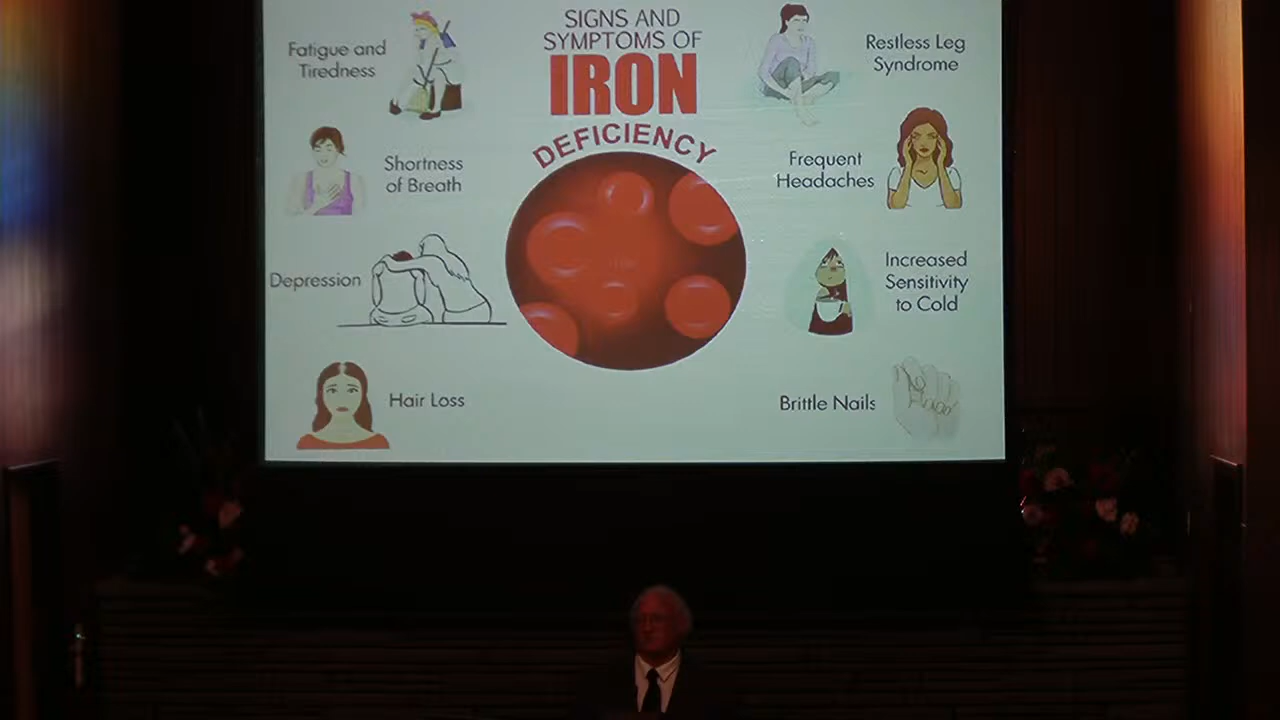 SIGNS AND
SYMPTOMS OF
IRON
DEFICIENCY
Fatigue and
Tiredness
Shortness
of Breath
Depression
Hair Loss
Restless Leg
Syndrome
Frequent
Headaches
Increased
Sensitivity
to Cold
Brittle Nails